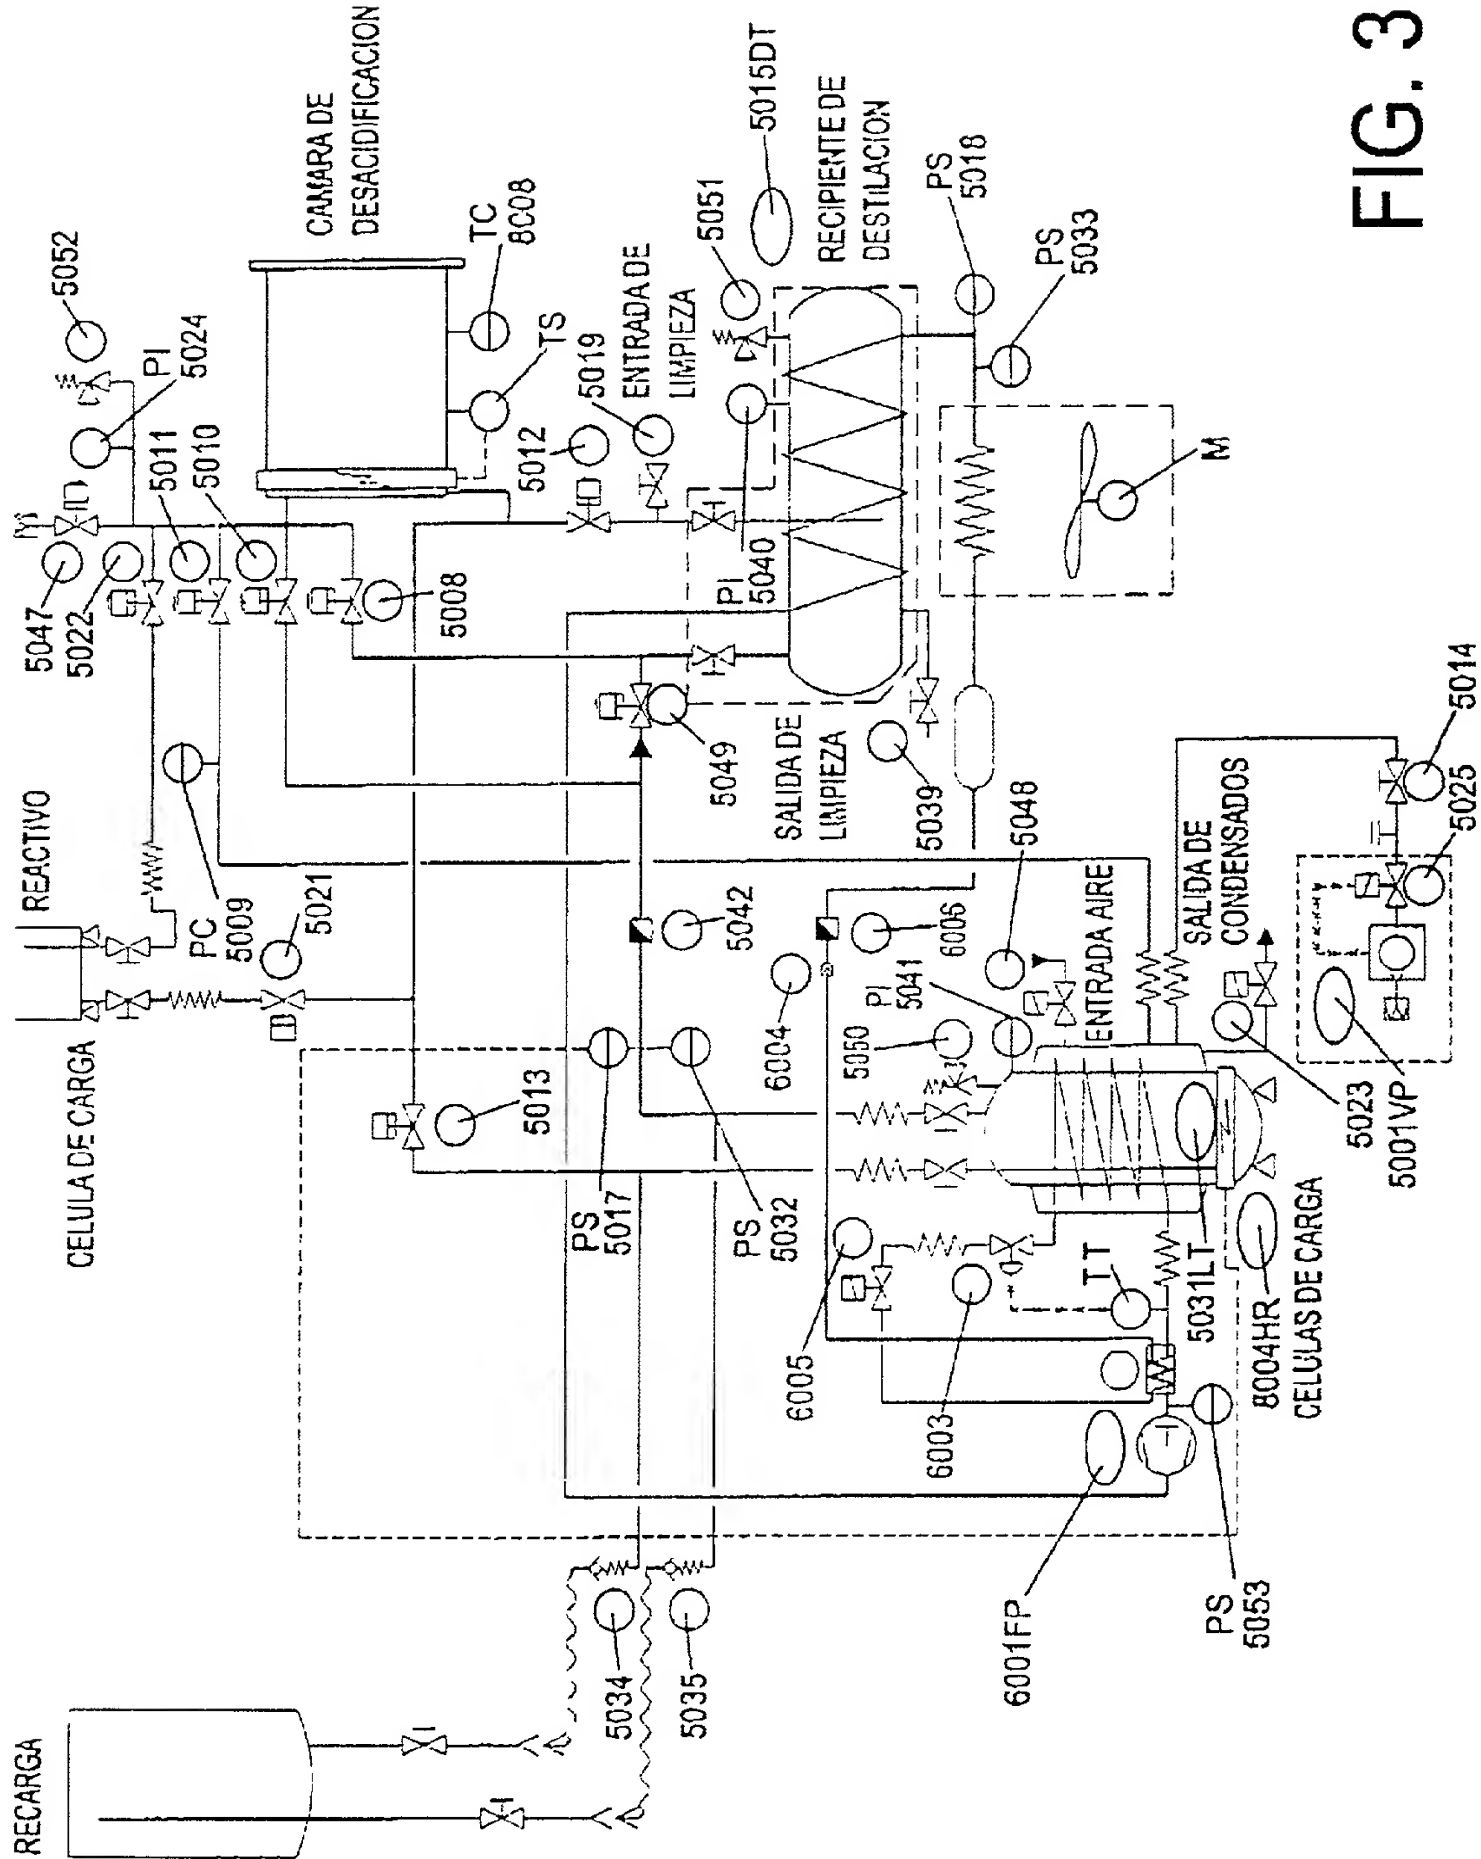 RECARGA
CELULA DE CARGA
REACTIVO
5047
5022
5011
5010
5052
PI
5024
CAMARA DE
DESACIDIFICACION
TC
8C08
TS
5008
PC
5009
5021
5012
5019
ENTRADA DE
LIMPIEZA
5051
5015DT
RECIPIENTE DE
DESTILACION
PS
5018
PS
5033
PI
5040
M
5049
SALIDA DE
LIMPIEZA
5039
5042
6006
6004
5048
PI
5041
5050
ENTRADA AIRE
SALIDA DE
CONDENSADOS
5014
5025
5001VP
5023
5013
PS
5017
PS
5032
6005
6003
TT
5031LT
8004HR
CELULAS DE CARGA
6001FP
PS
5053
5034
5035
FIG. 3